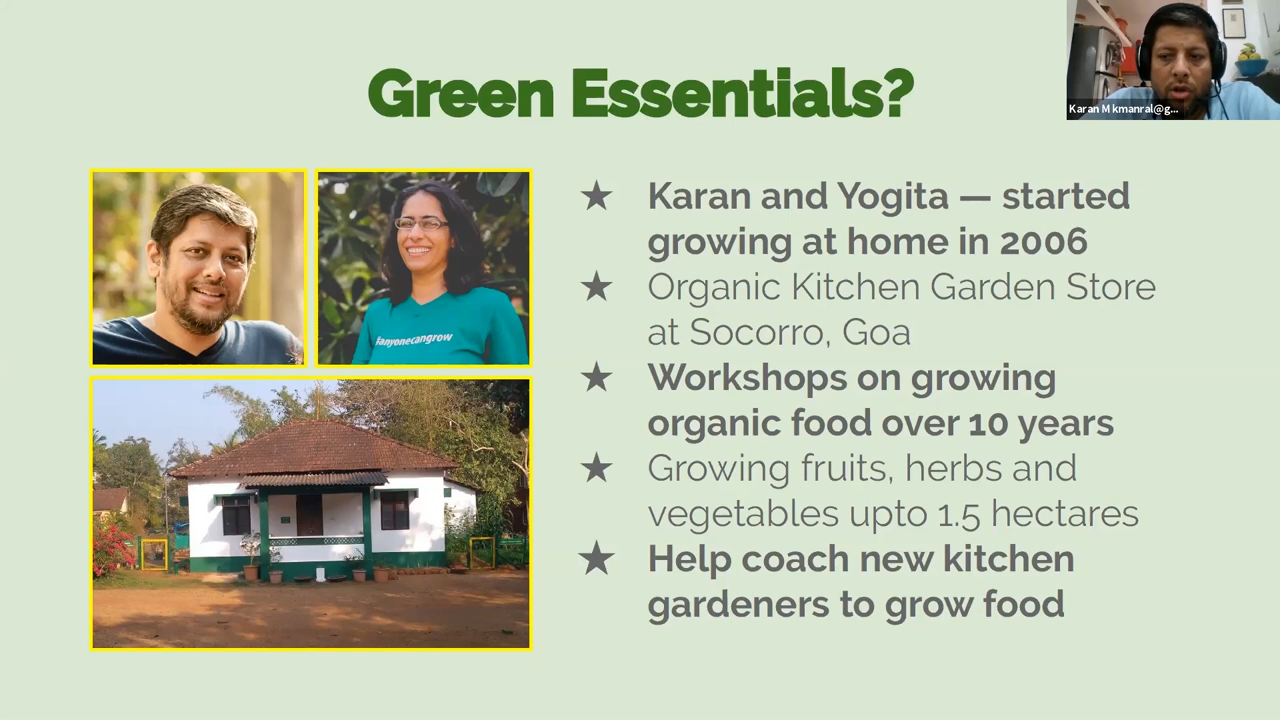 Green Essentials?
Karan M kmanral@g...
#anyonecangrow
★ Karan and Yogita — started
growing at home in 2006
★ Organic Kitchen Garden Store
at Socorro, Goa
★ Workshops on growing
organic food over 10 years
★ Growing fruits, herbs and
vegetables upto 1.5 hectares
★ Help coach new kitchen
gardeners to grow food